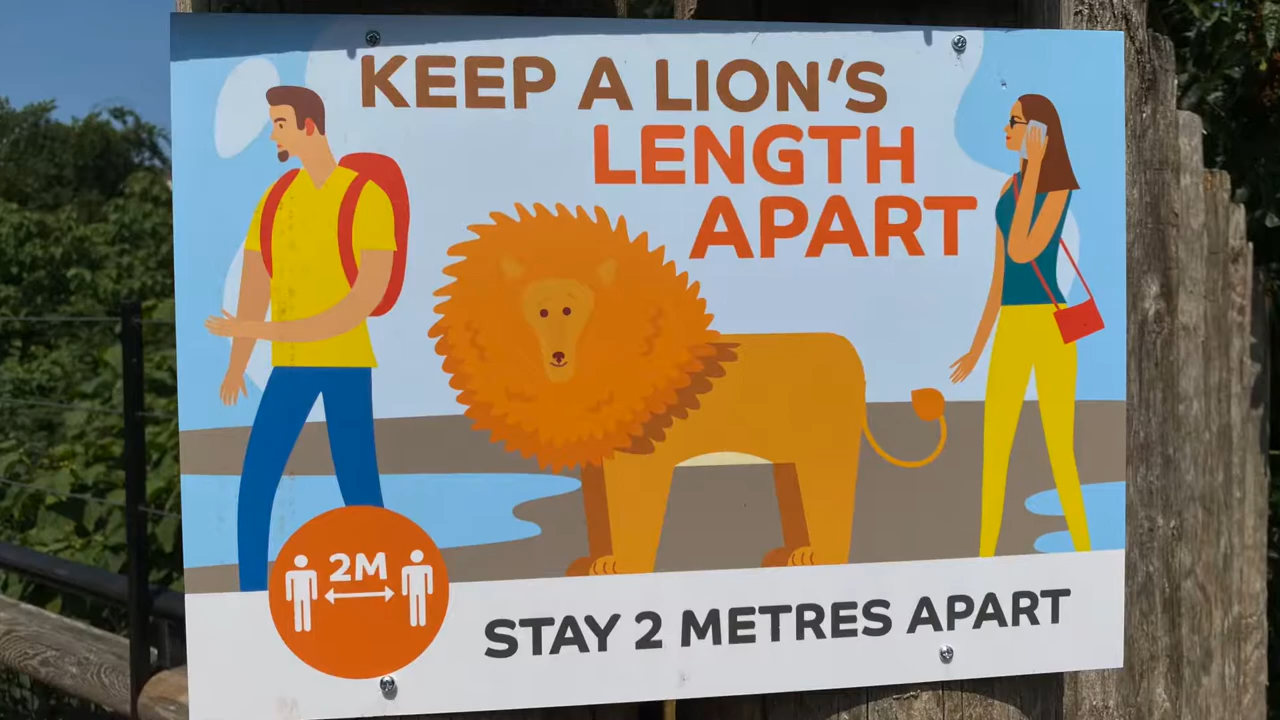 KEEP A LION'S
LENGTH
APART
2M
STAY 2 METRES APART